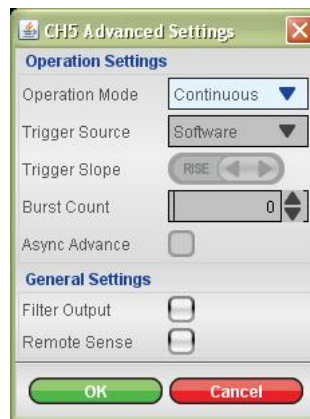 CH5 Advanced Settings
Operation Settings
Operation Mode Continuous
Trigger Source Software
Trigger Slope RISE
Burst Count 0
Async Advance
General Settings
Filter Output
Remote Sense
OK Cancel